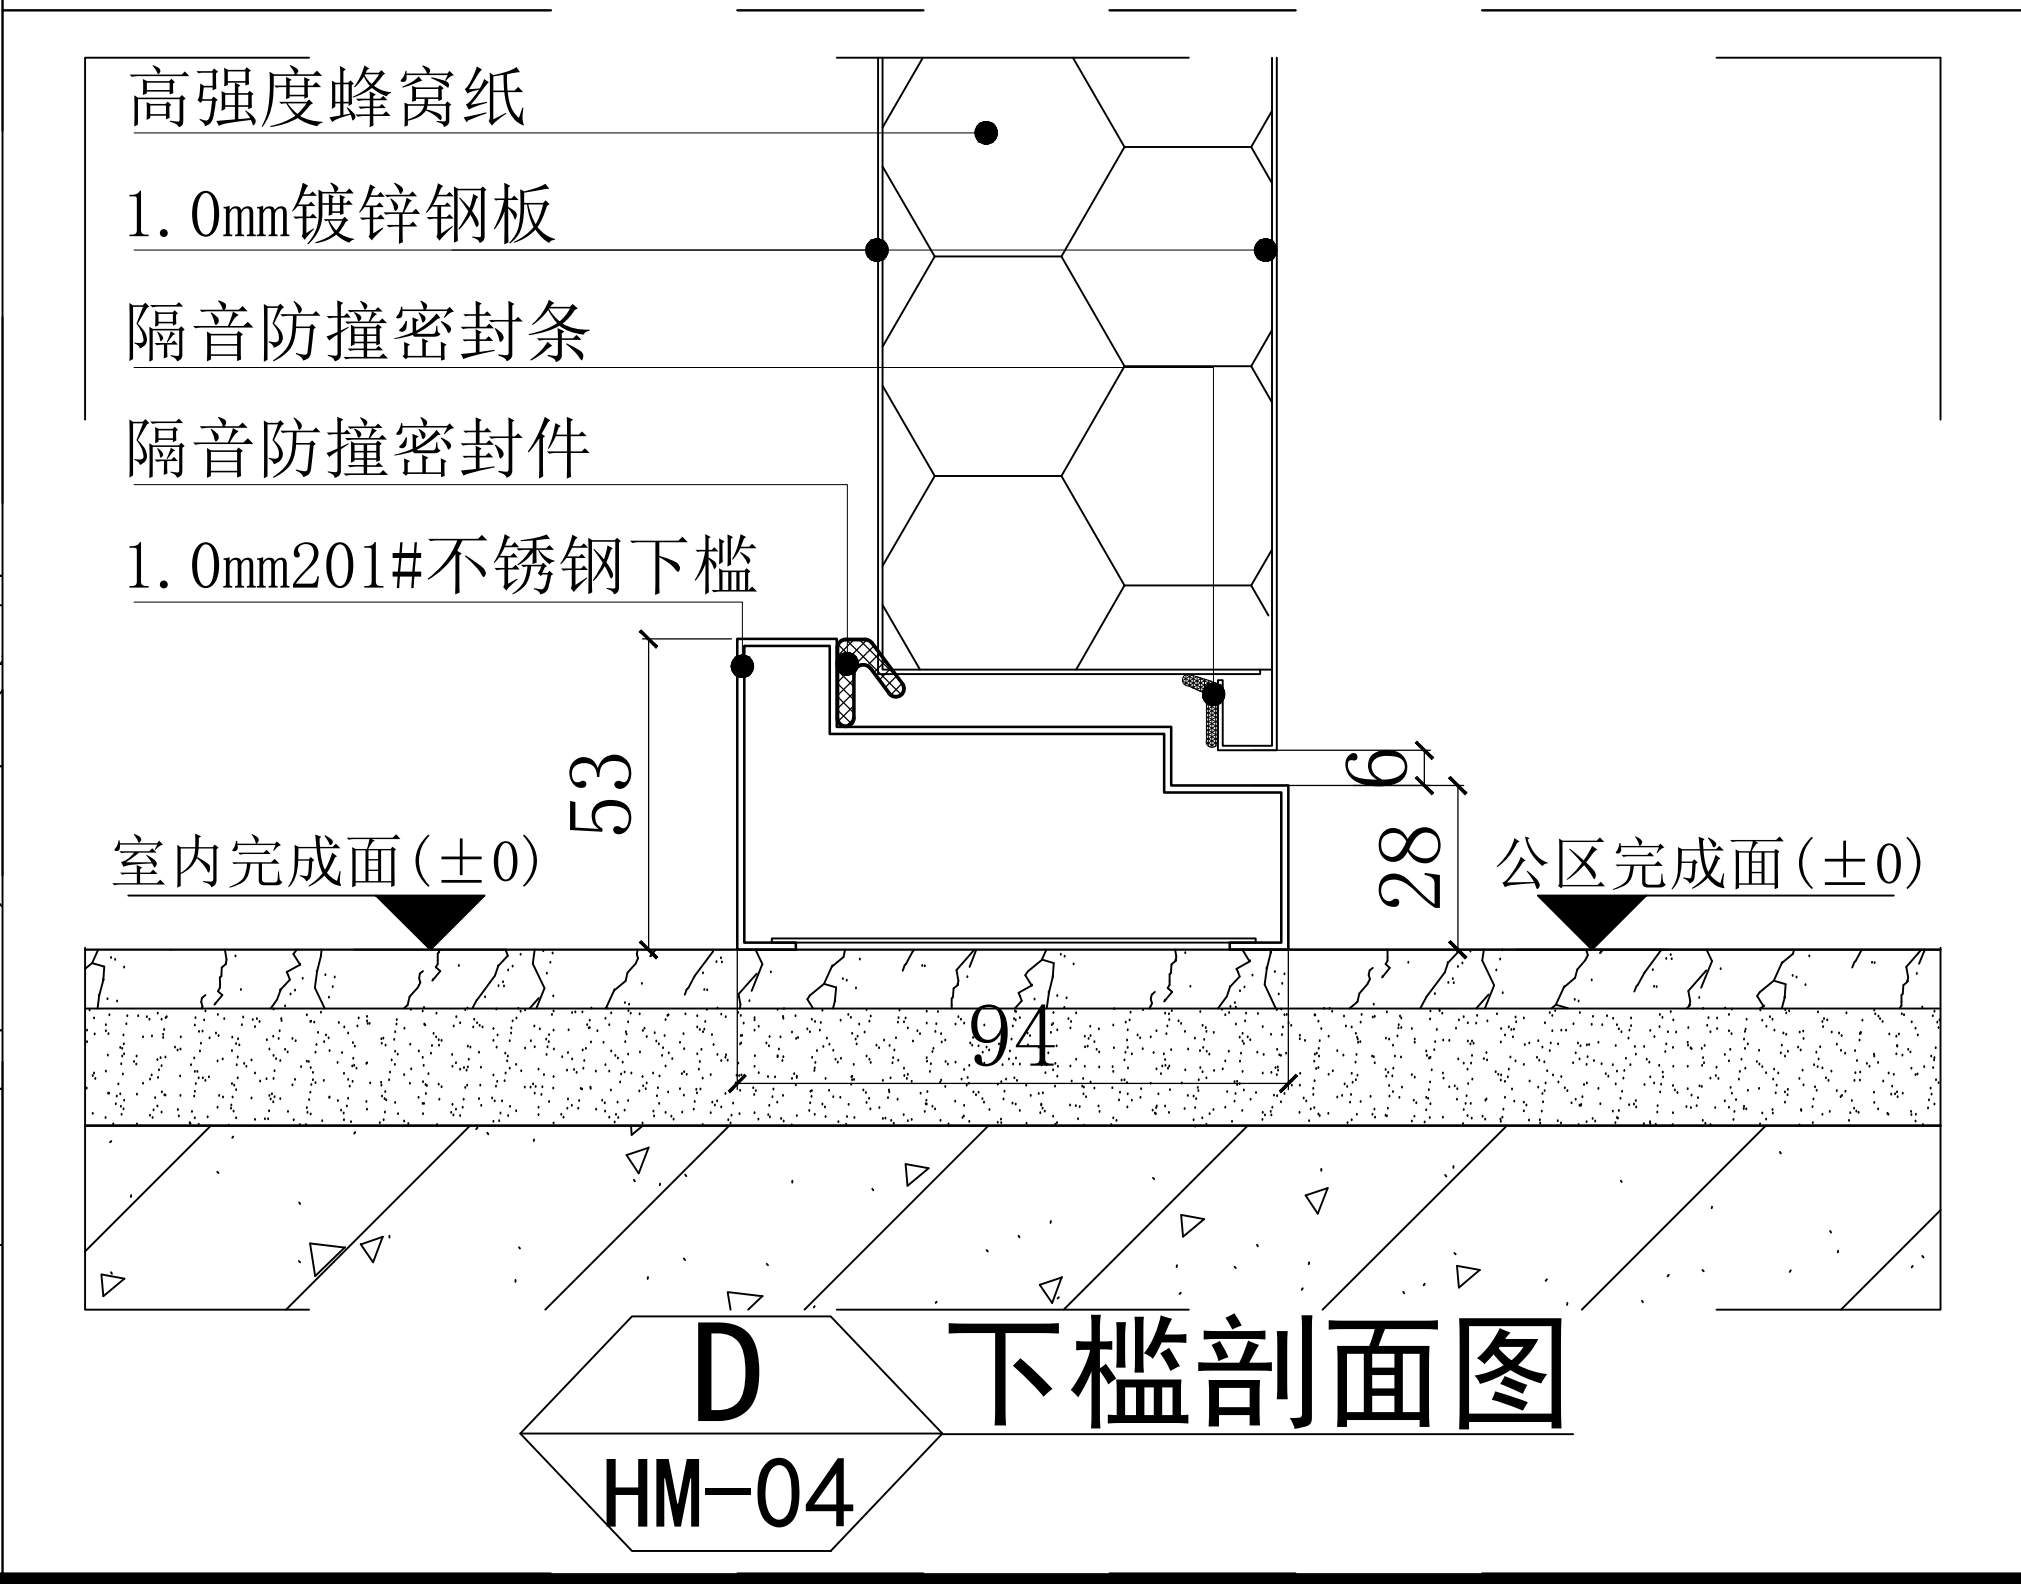 高强度蜂窝纸
1.0mm镀锌钢板
隔音防撞密封条
隔音防撞密封件
1.0mm201#不锈钢下槛
53
6
28
室内完成面(±0)
公区完成面(±0)
94
D
下槛剖面图
HM-04